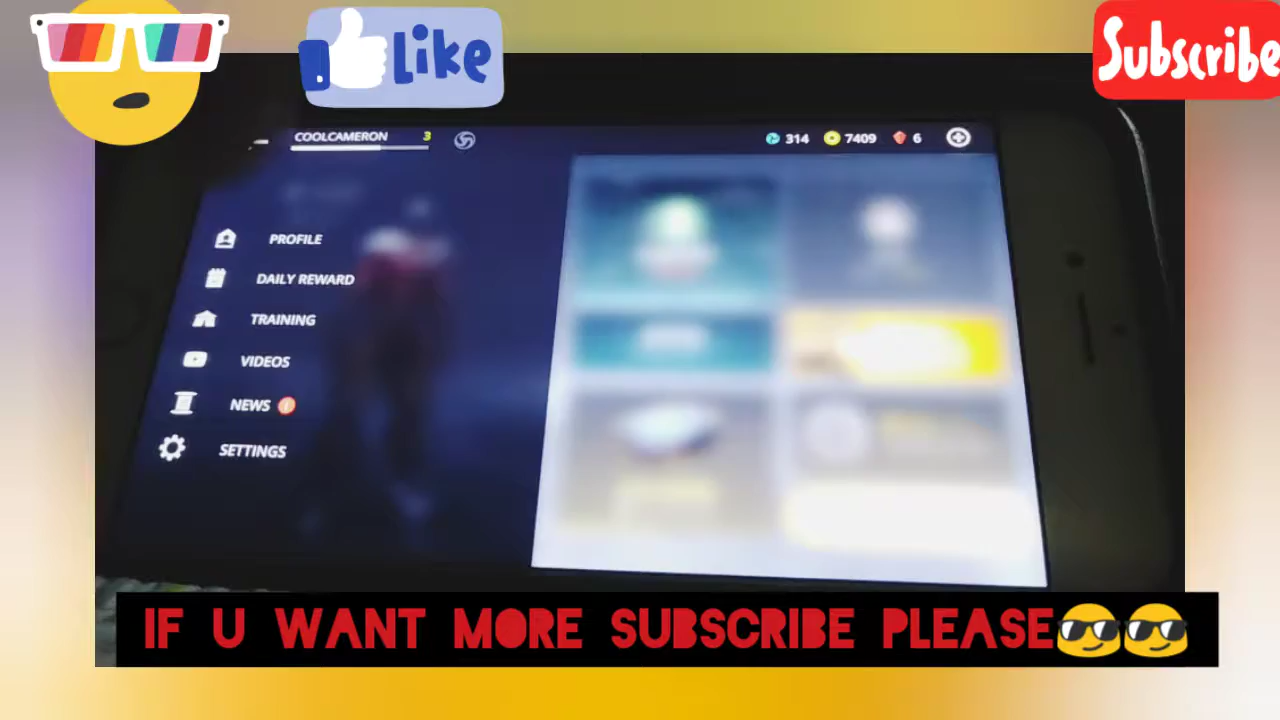 Like
Subscribe
COOLCAMERON 3
314 7409 6
PROFILE
DAILY REWARD
TRAINING
VIDEOS
NEWS
SETTINGS
IF U WANT MORE SUBSCRIBE PLEASE😎😎